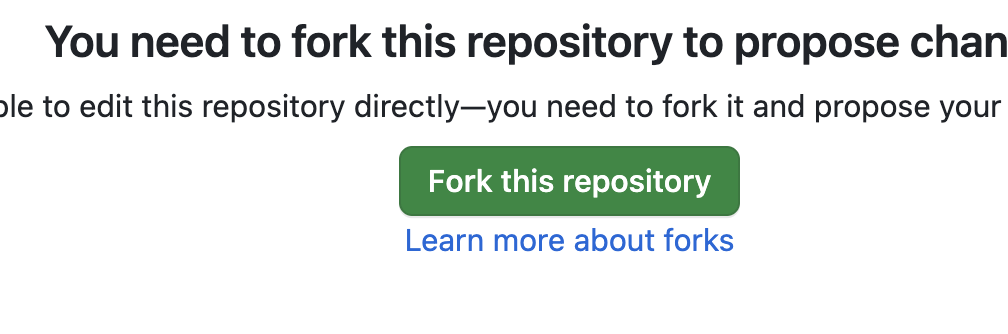 You need to fork this repository to propose chan
ble to edit this repository directly—you need to fork it and propose your
Fork this repository
Learn more about forks